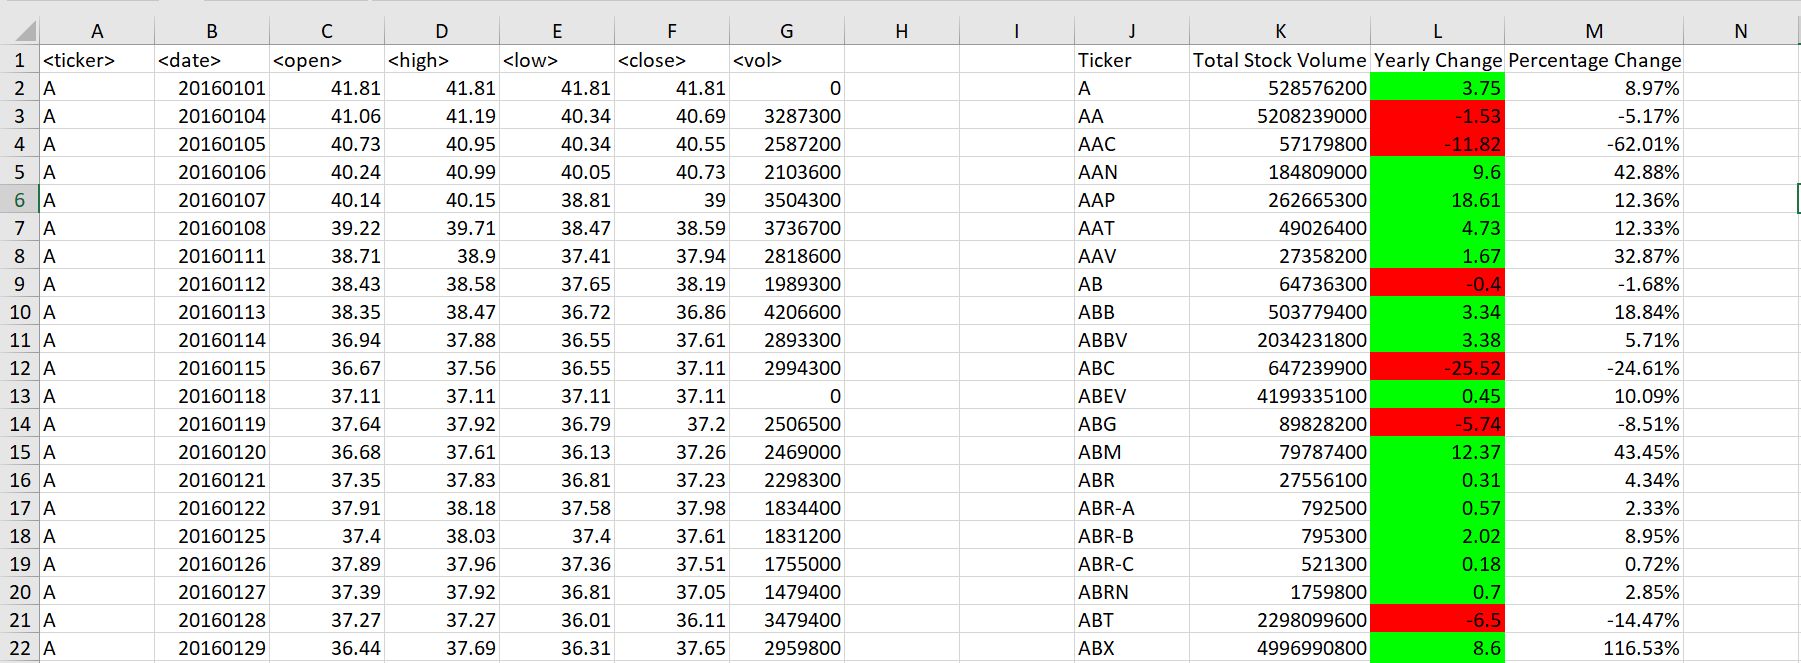 A B C D E F G H I J K L M N
1 <ticker> <date> <open> <high> <low> <close> <vol> Ticker Total Stock Volume Yearly Change Percentage Change
2 A 20160101 41.81 41.81 41.81 41.81 0 A 528576200 3.75 8.97%
3 A 20160104 41.06 41.19 40.34 40.69 3287300 AA 5208239000 -1.53 -5.17%
4 A 20160105 40.73 40.95 40.34 40.55 2587200 AAC 57179800 -11.82 -62.01%
5 A 20160106 40.24 40.99 40.05 40.73 2103600 AAN 184809000 9.6 42.88%
6 A 20160107 40.14 40.15 38.81 39 3504300 AAP 262665300 18.61 12.36%
7 A 20160108 39.22 39.71 38.47 38.59 3736700 AAT 49026400 4.73 12.33%
8 A 20160111 38.71 38.9 37.41 37.94 2818600 AAV 27358200 1.67 32.87%
9 A 20160112 38.43 38.58 37.65 38.19 1989300 AB 64736300 -0.4 -1.68%
10 A 20160113 38.35 38.47 36.72 36.86 4206600 ABB 503779400 3.34 18.84%
11 A 20160114 36.94 37.88 36.55 37.61 2893300 ABBV 2034231800 3.38 5.71%
12 A 20160115 36.67 37.56 36.55 37.11 2994300 ABC 647239900 -25.52 -24.61%
13 A 20160118 37.11 37.11 37.11 37.11 0 ABEV 4199335100 0.45 10.09%
14 A 20160119 37.64 37.92 36.79 37.2 2506500 ABG 89828200 -5.74 -8.51%
15 A 20160120 36.68 37.61 36.13 37.26 2469000 ABM 79787400 12.37 43.45%
16 A 20160121 37.35 37.83 36.81 37.23 2298300 ABR 27556100 0.31 4.34%
17 A 20160122 37.91 38.18 37.58 37.98 1834400 ABR-A 792500 0.57 2.33%
18 A 20160125 37.4 38.03 37.4 37.61 1831200 ABR-B 795300 2.02 8.95%
19 A 20160126 37.89 37.96 37.36 37.51 1755000 ABR-C 521300 0.18 0.72%
20 A 20160127 37.39 37.92 36.81 37.05 1479400 ABRN 1759800 0.7 2.85%
21 A 20160128 37.27 37.27 36.01 36.11 3479400 ABT 2298099600 -6.5 -14.47%
22 A 20160129 36.44 37.69 36.31 37.65 2959800 ABX 4996990800 8.6 116.53%